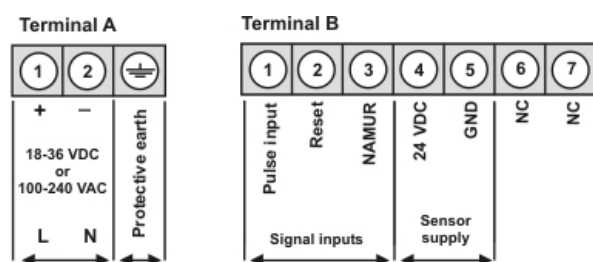 Terminal A
1 2
+ –
18-36 VDC
or
100-240 VAC
L N
Protective earth
Terminal B
1 2 3 4 5 6 7
Pulse input
Reset
NAMUR
24 VDC
GND
NC
NC
Signal inputs
Sensor
supply